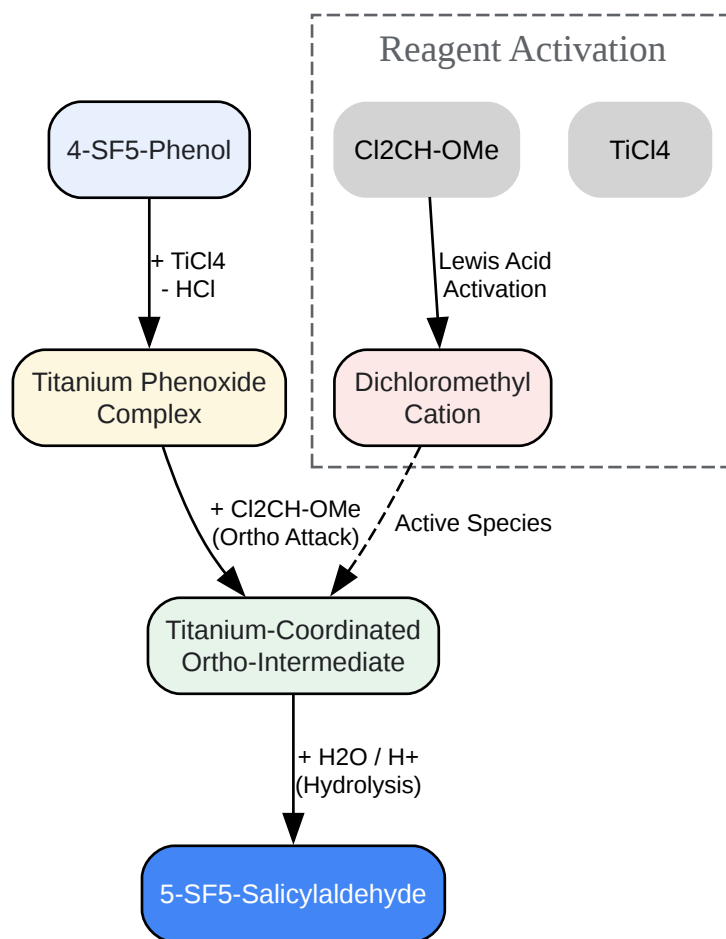 Reagent Activation
4-SF5-Phenol
Cl2CH-OMe
TiCl4
+ TiCl4
- HCl
Lewis Acid
Activation
Titanium Phenoxide
Complex
Dichloromethyl
Cation
+ Cl2CH-OMe
(Ortho Attack)
Active Species
Titanium-Coordinated
Ortho-Intermediate
+ H2O / H+
(Hydrolysis)
5-SF5-Salicylaldehyde